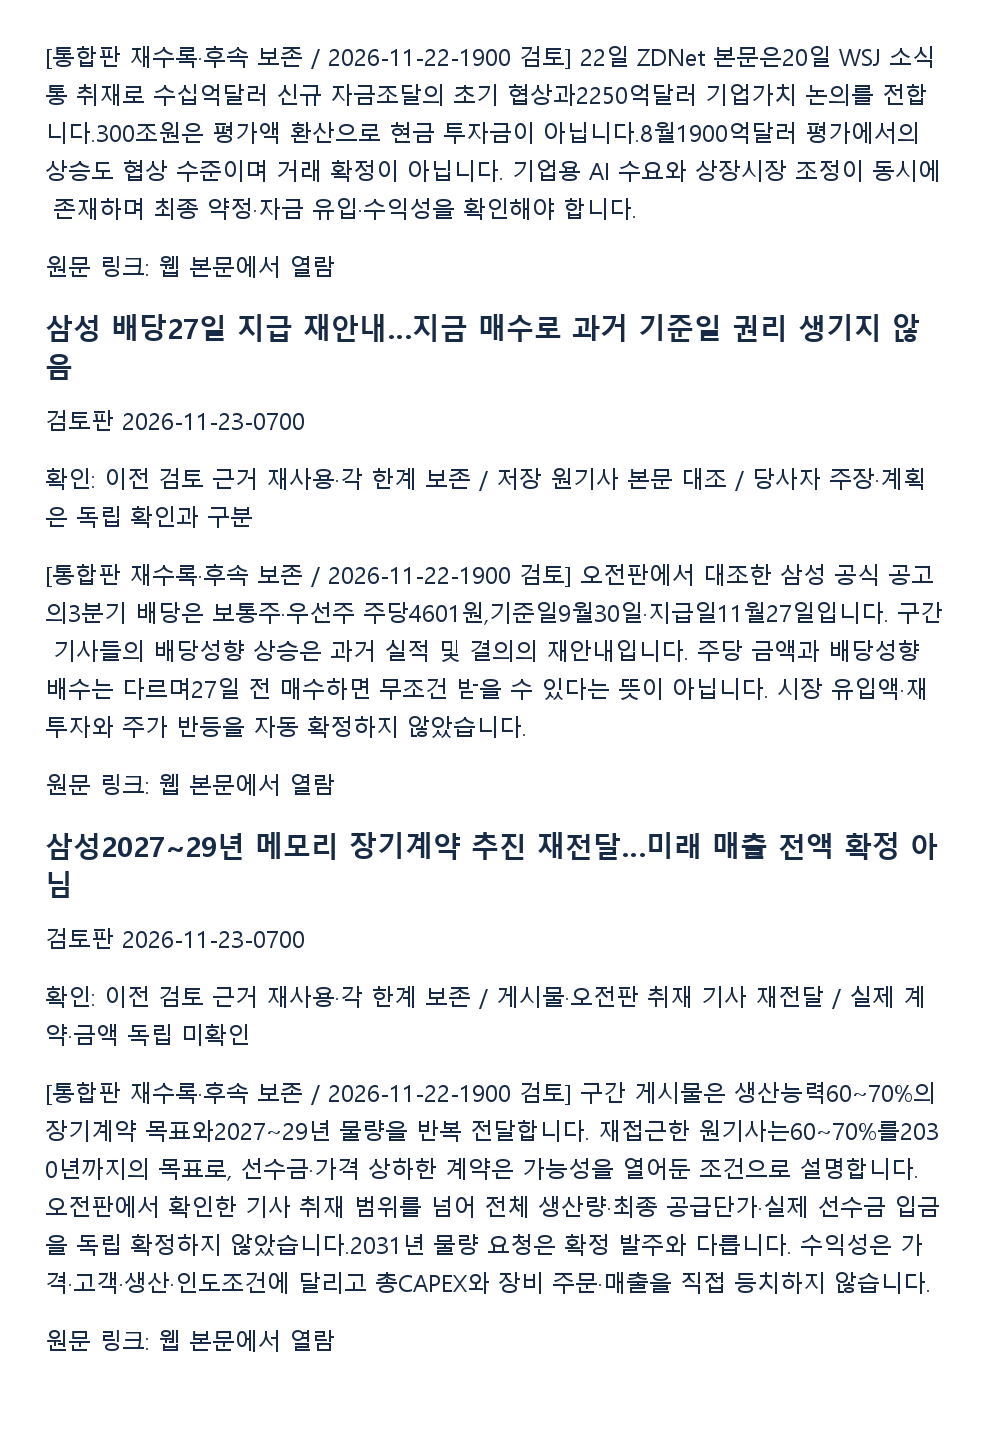 [통합판 재수록·후속 보존 / 2026-11-22-1900 검토] 22일 ZDNet 본문은20일 WSJ 소식
통 취재로 수십억달러 신규 자금조달의 초기 협상과2250억달러 기업가치 논의를 전합
니다.300조원은 평가액 환산으로 현금 투자금이 아닙니다.8월1900억달러 평가에서의
상승도 협상 수준이며 거래 확정이 아닙니다. 기업용 AI 수요와 상장시장 조정이 동시에
존재하며 최종 약정·자금 유입·수익성을 확인해야 합니다.
원문 링크: 웹 본문에서 열람
삼성 배당27일 지급 재안내…지금 매수로 과거 기준일 권리 생기지 않
음
검토판 2026-11-23-0700
확인: 이전 검토 근거 재사용·각 한계 보존 / 저장 원기사 본문 대조 / 당사자 주장·계획
은 독립 확인과 구분
[통합판 재수록·후속 보존 / 2026-11-22-1900 검토] 오전판에서 대조한 삼성 공식 공고
의3분기 배당은 보통주·우선주 주당4601원,기준일9월30일·지급일11월27일입니다. 구간
기사들의 배당성향 상승은 과거 실적 및 결의의 재안내입니다. 주당 금액과 배당성향
배수는 다르며27일 전 매수하면 무조건 받을 수 있다는 뜻이 아닙니다. 시장 유입액·재
투자와 주가 반등을 자동 확정하지 않았습니다.
원문 링크: 웹 본문에서 열람
삼성2027~29년 메모리 장기계약 추진 재전달…미래 매출 전액 확정 아
님
검토판 2026-11-23-0700
확인: 이전 검토 근거 재사용·각 한계 보존 / 게시물·오전판 취재 기사 재전달 / 실제 계
약·금액 독립 미확인
[통합판 재수록·후속 보존 / 2026-11-22-1900 검토] 구간 게시물은 생산능력60~70%의
장기계약 목표와2027~29년 물량을 반복 전달합니다. 재접근한 원기사는60~70%를203
0년까지의 목표로, 선수금·가격 상하한 계약은 가능성을 열어둔 조건으로 설명합니다.
오전판에서 확인한 기사 취재 범위를 넘어 전체 생산량·최종 공급단가·실제 선수금 입금
을 독립 확정하지 않았습니다.2031년 물량 요청은 확정 발주와 다릅니다. 수익성은 가
격·고객·생산·인도조건에 달리고 총CAPEX와 장비 주문·매출을 직접 등치하지 않습니다.
원문 링크: 웹 본문에서 열람